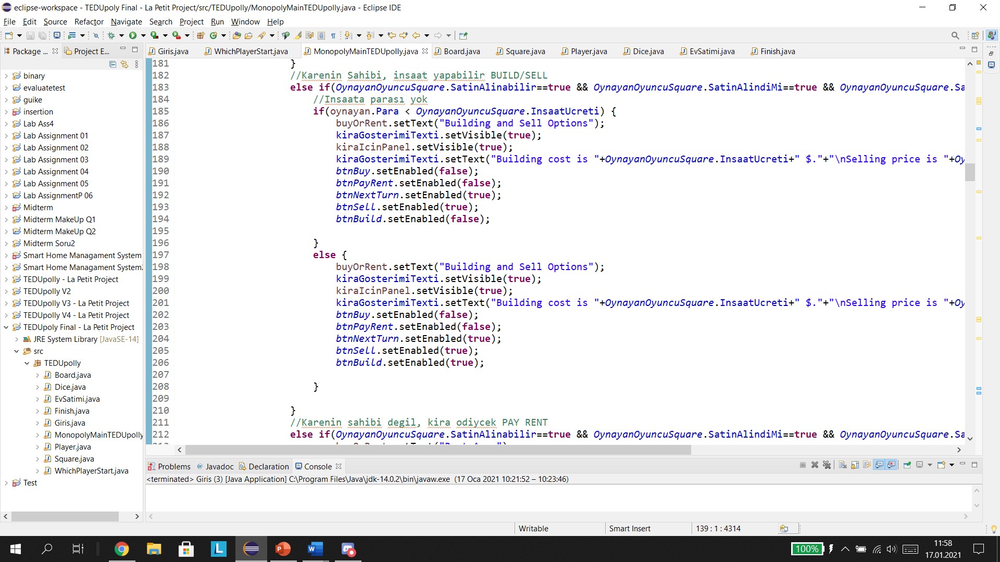 eclipse-workspace - TEDUpoly Final - La Petit Project/src/TEDUpolly/MonopolyMainTEDUpolly.java - Eclipse IDE
File Edit Source Refactor Navigate Search Project Run Window Help
Package ... Project E...
Giris.java WhichPlayerStart.java MonopolyMainTEDUpolly.java Board.java Square.java Player.java Dice.java EvSatimi.java Finish.java
binary
evaluatetest
guike
insertion
Lab Ass4
Lab Assignment 01
Lab Assignment 02
Lab Assignment 03
Lab Assignment 04
Lab Assignment 05
Lab AssignmentP 06
Midterm
Midterm MakeUp Q1
Midterm MakeUp Q2
Midterm Soru2
Smart Home Managament System
Smart Home Managament System
TEDUpolly - La Petit Project
TEDUpolly V2
TEDUpolly V3 - La Petit Project
TEDUpolly V4 - La Petit Project
TEDUpoly Final - La Petit Project
JRE System Library [JavaSE-14]
src
TEDUpolly
Board.java
Dice.java
EvSatimi.java
Finish.java
Giris.java
MonopolyMainTEDUpolly
Player.java
Square.java
WhichPlayerStart.java
Test
181 }
182 //Karenin Sahibi, insaat yapabilir BUILD/SELL
183 else if(OynayanOyuncuSquare.SatinAlinabilir==true && OynayanOyuncuSquare.SatinAlindiMi==true && OynayanOyuncuSquare.Sa
184 //Insaata parası yok
185 if(oynayan.Para < OynayanOyuncuSquare.InsaatUcreti) {
186 buyOrRent.setText("Building and Sell Options");
187 kiraGosterimiTexti.setVisible(true);
188 kiraIcinPanel.setVisible(true);
189 kiraGosterimiTexti.setText("Building cost is "+OynayanOyuncuSquare.InsaatUcreti+" $."+"\nSelling price is "+Oy
190 btnBuy.setEnabled(false);
191 btnPayRent.setEnabled(false);
192 btnNextTurn.setEnabled(true);
193 btnSell.setEnabled(true);
194 btnBuild.setEnabled(false);
195
196 }
197 else {
198 buyOrRent.setText("Building and Sell Options");
199 kiraGosterimiTexti.setVisible(true);
200 kiraIcinPanel.setVisible(true);
201 kiraGosterimiTexti.setText("Building cost is "+OynayanOyuncuSquare.InsaatUcreti+" $."+"\nSelling price is "+Oy
202 btnBuy.setEnabled(false);
203 btnPayRent.setEnabled(false);
204 btnNextTurn.setEnabled(true);
205 btnSell.setEnabled(true);
206 btnBuild.setEnabled(true);
207
208 }
209
210 }
211 //Karenin sahibi degil, kira odiycek PAY RENT
212 else if(OynayanOyuncuSquare.SatinAlinabilir==true && OynayanOyuncuSquare.SatinAlindiMi==true && OynayanOyuncuSquare.Sa
Problems Javadoc Declaration Console
<terminated> Giris (3) [Java Application] C:\Program Files\Java\jdk-14.0.2\bin\javaw.exe (17 Oca 2021 10:21:52 – 10:23:46)
Writable Smart Insert 139 : 1 : 4314
100%
11:58
17.01.2021